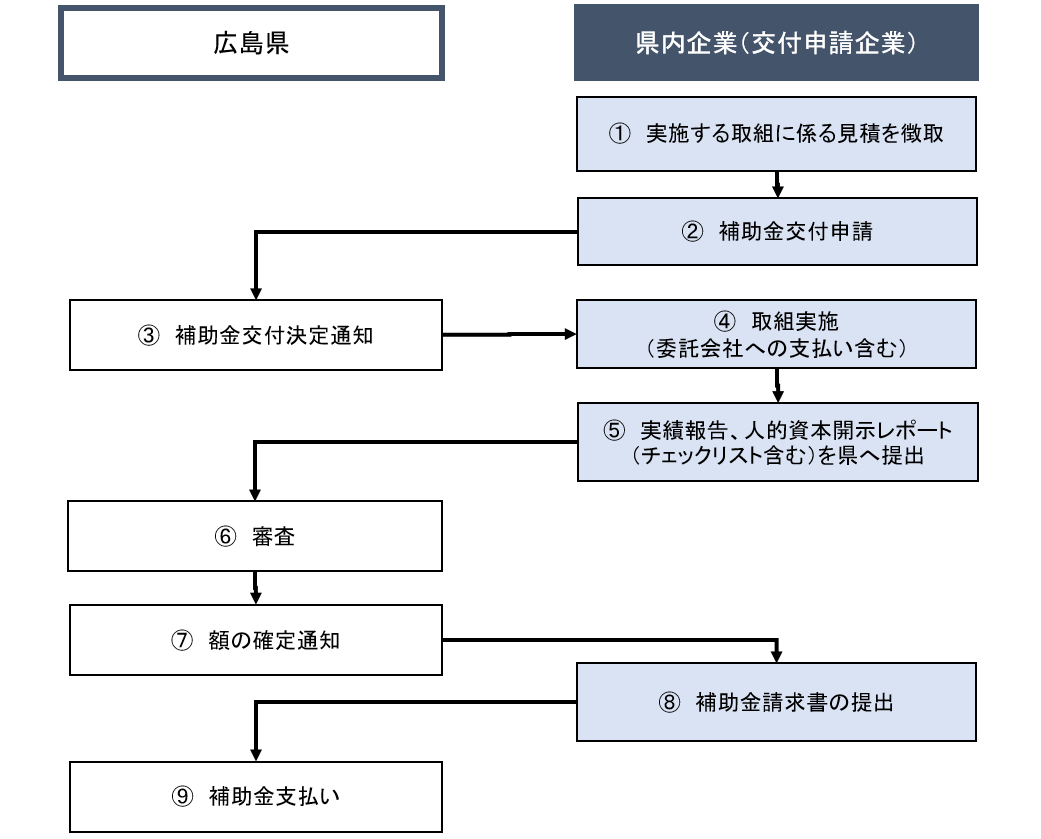 広島県
県内企業（交付申請企業）
① 実施する取組に係る見積を徴取
② 補助金交付申請
③ 補助金交付決定通知
④ 取組実施
（委託会社への支払い含む）
⑤ 実績報告、人的資本開示レポート
（チェックリスト含む）を県へ提出
⑥ 審査
⑦ 額の確定通知
⑧ 補助金請求書の提出
⑨ 補助金支払い